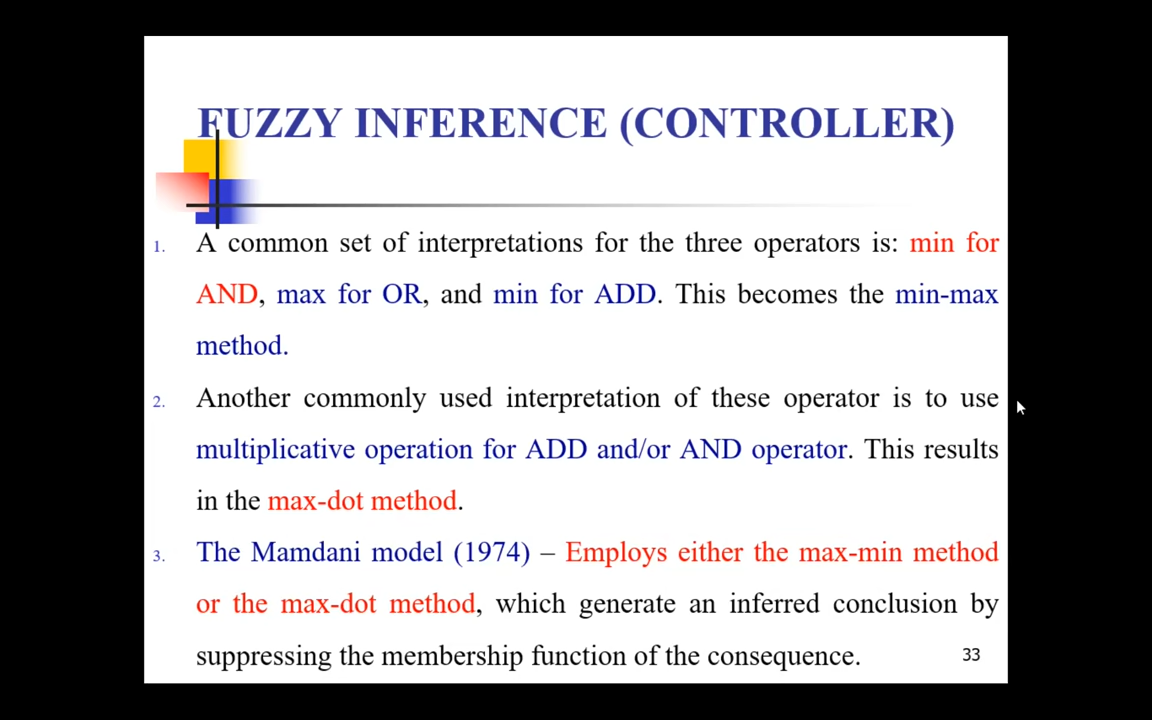 FUZZY INFERENCE (CONTROLLER)
1. A common set of interpretations for the three operators is: min for
AND, max for OR, and min for ADD. This becomes the min-max
method.
2. Another commonly used interpretation of these operator is to use
multiplicative operation for ADD and/or AND operator. This results
in the max-dot method.
3. The Mamdani model (1974) – Employs either the max-min method
or the max-dot method, which generate an inferred conclusion by
suppressing the membership function of the consequence.
33